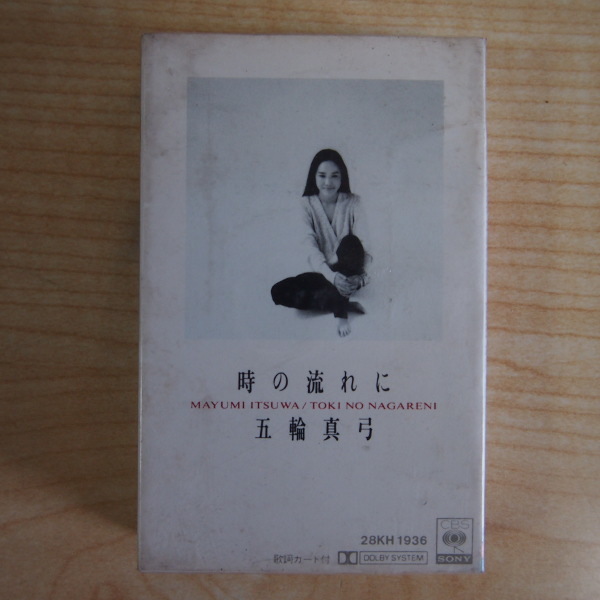 時の流れに
MAYUMI ITSUWA / TOKI NO NAGARENI
五輪真弓
28KH 1936
歌詞カード付 DOLBY SYSTEM
CBS
SONY